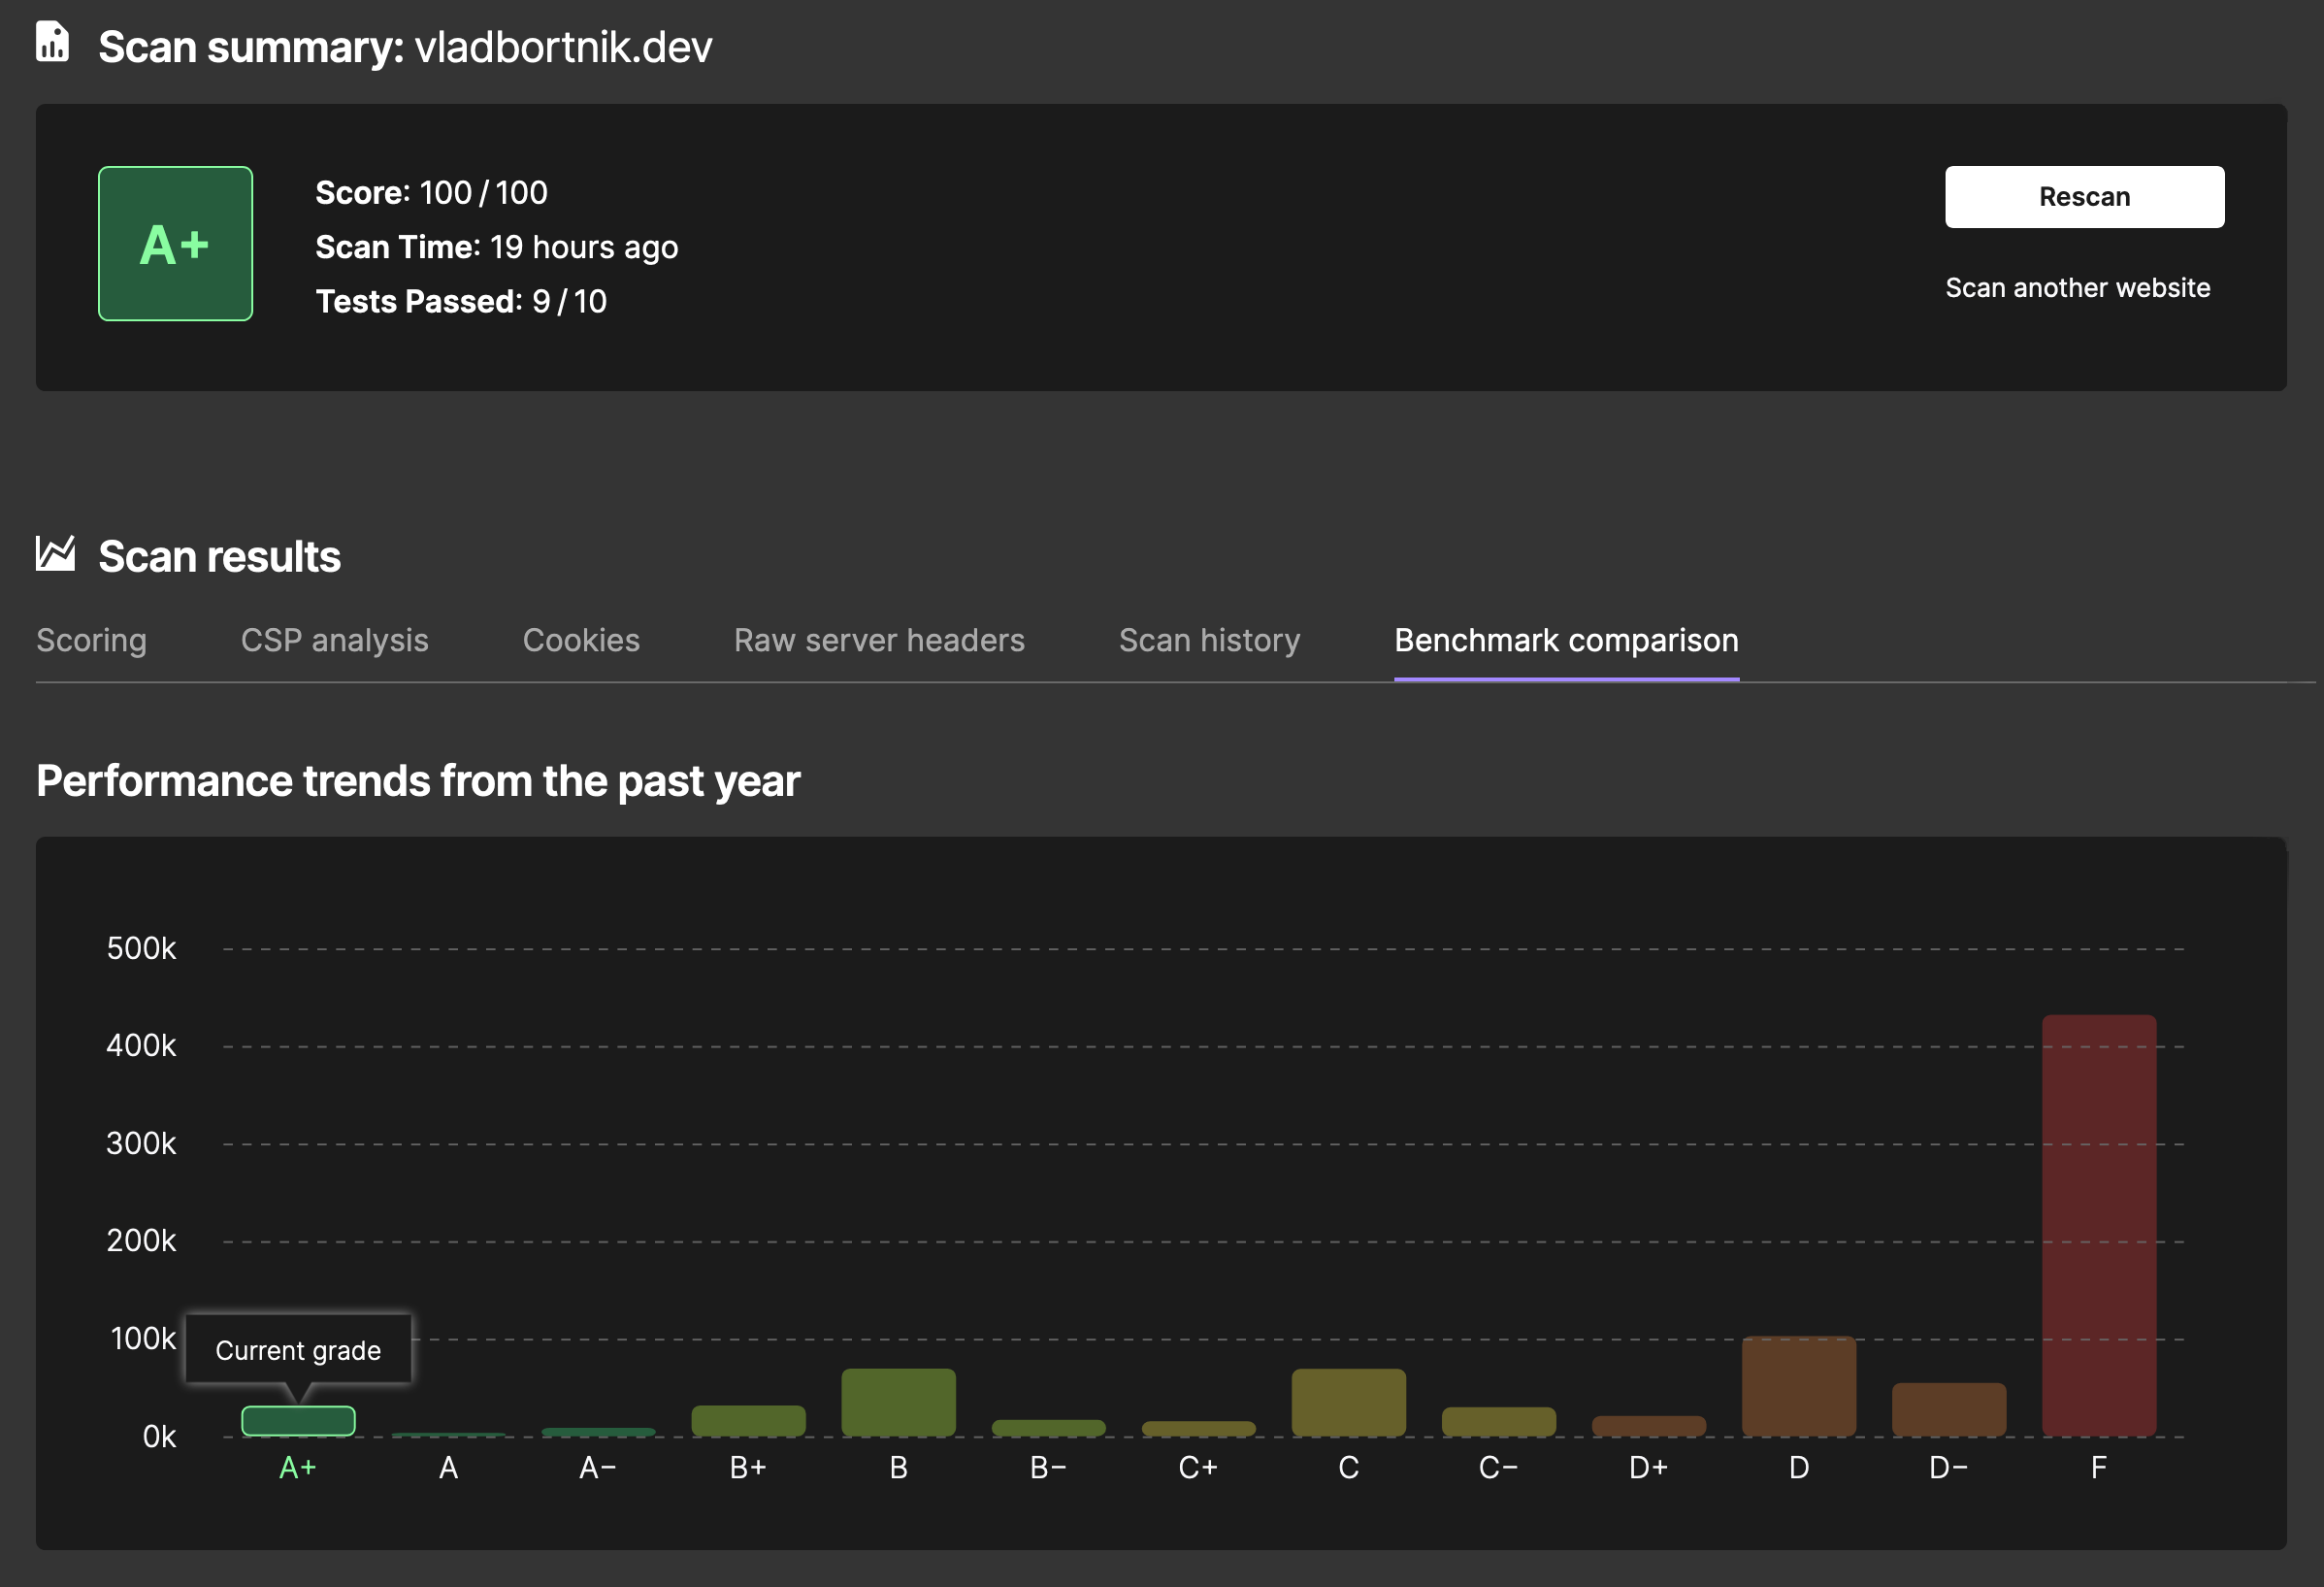 Scan summary: vladbortnik.dev
A+
Score: 100 / 100
Scan Time: 19 hours ago
Tests Passed: 9 / 10
Rescan
Scan another website
Scan results
Scoring CSP analysis Cookies Raw server headers Scan history Benchmark comparison
Performance trends from the past year
500k
400k
300k
200k
100k
Current grade
0k
A+ A A− B+ B B− C+ C C− D+ D D− F